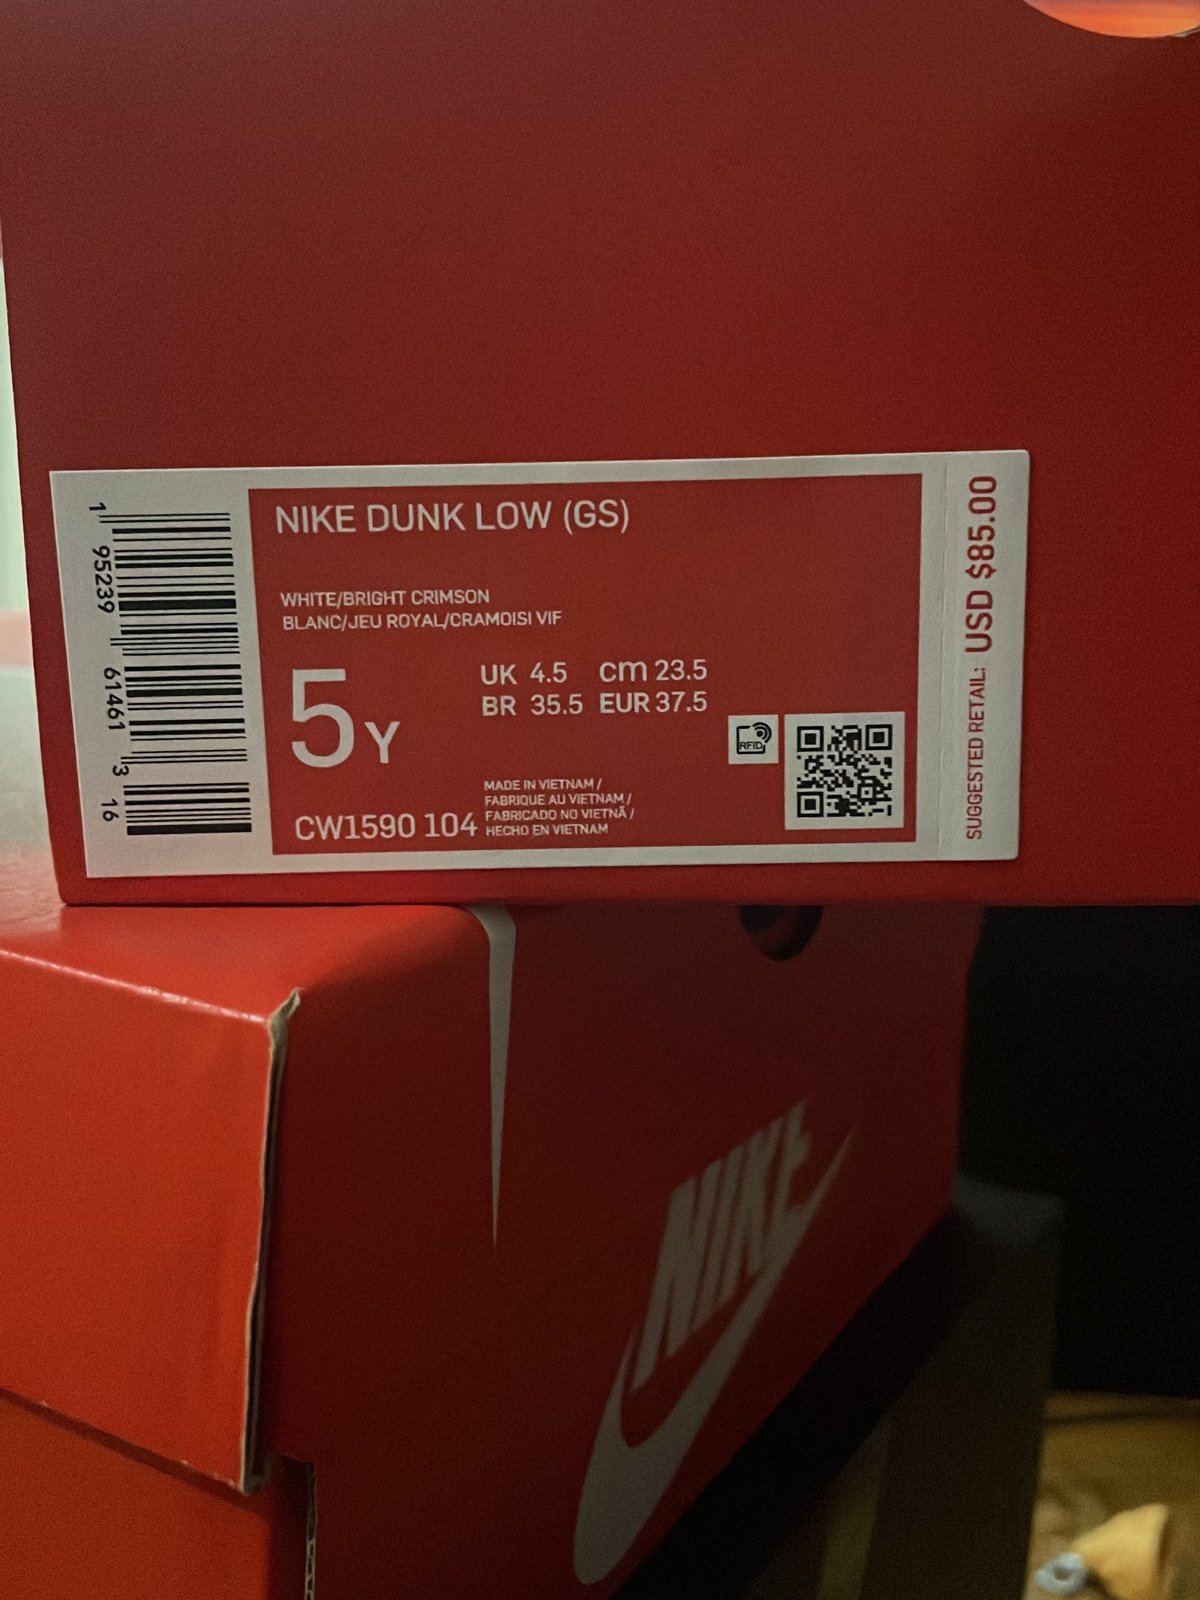 NIKE DUNK LOW (GS)
WHITE/BRIGHT CRIMSON
BLANC/JEU ROYAL/CRAMOISI VIF
5Y
UK 4.5 cm 23.5
BR 35.5 EUR 37.5
CW1590 104
MADE IN VIETNAM /
FABRIQUE AU VIETNAM /
FABRICADO NO VIETNÃ /
HECHO EN VIETNAM
RFID
1 95239 61461 3 16
SUGGESTED RETAIL: USD $85.00
NIKE